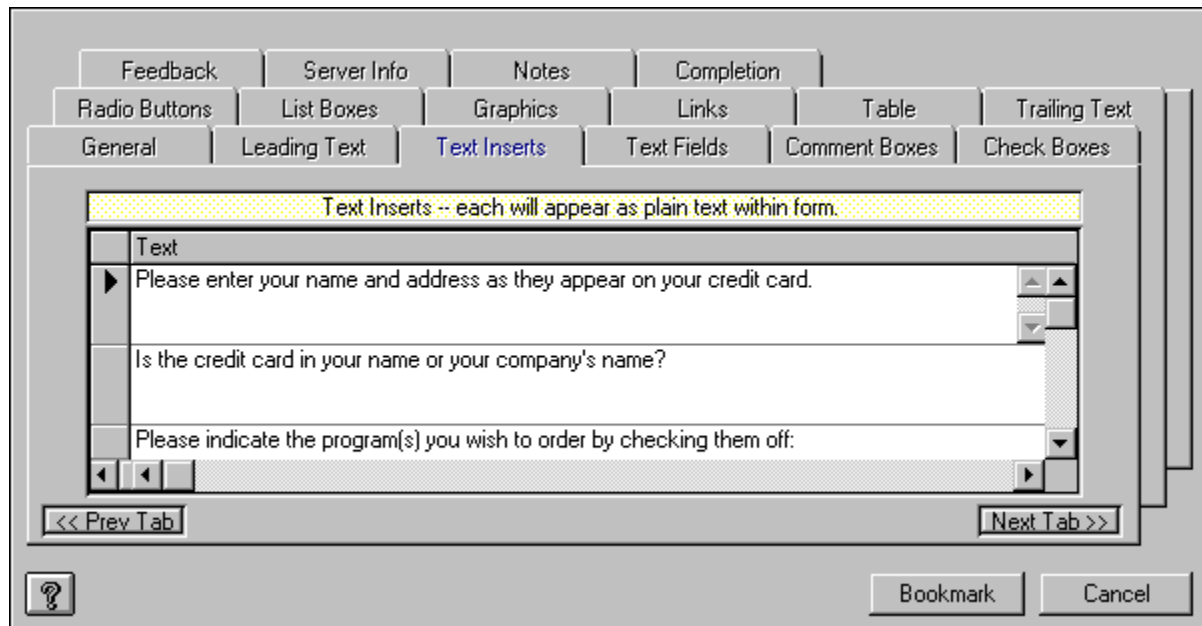 Feedback Server Info Notes Completion
Radio Buttons List Boxes Graphics Links Table Trailing Text
General Leading Text Text Inserts Text Fields Comment Boxes Check Boxes
Text Inserts -- each will appear as plain text within form.
Text
Please enter your name and address as they appear on your credit card.
Is the credit card in your name or your company's name?
Please indicate the program(s) you wish to order by checking them off:
<< Prev Tab Next Tab >>
? Bookmark Cancel